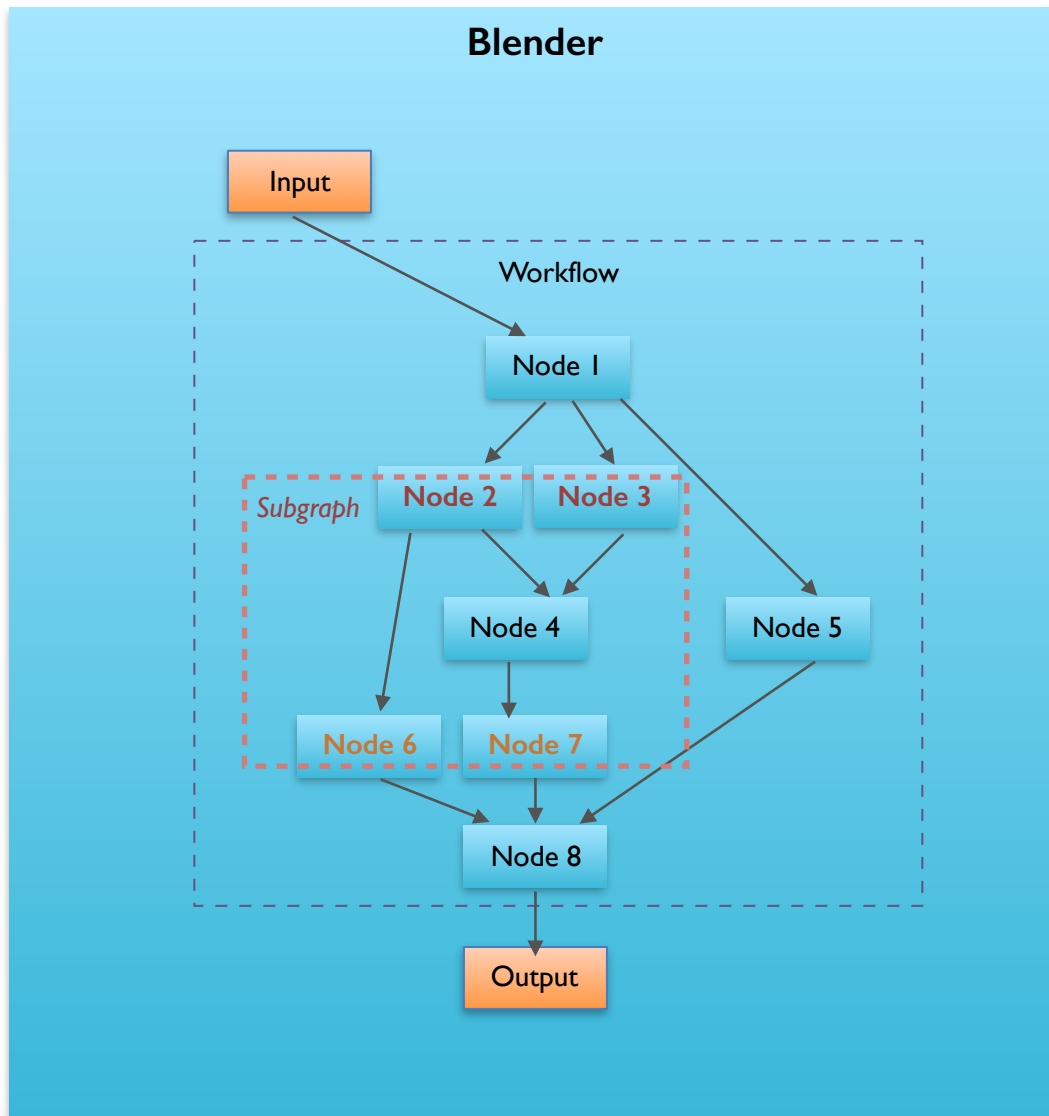 Blender
Input
Workflow
Node 1
Node 2
Node 3
Subgraph
Node 4
Node 5
Node 6
Node 7
Node 8
Output